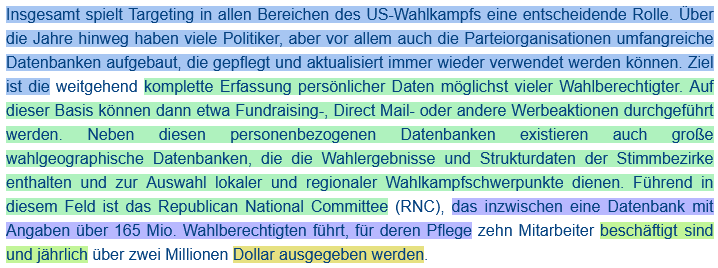 Insgesamt spielt Targeting in allen Bereichen des US-Wahlkampfs eine entscheidende Rolle. Über
die Jahre hinweg haben viele Politiker, aber vor allem auch die Parteiorganisationen umfangreiche
Datenbanken aufgebaut, die gepflegt und aktualisiert immer wieder verwendet werden können. Ziel
ist die weitgehend komplette Erfassung persönlicher Daten möglichst vieler Wahlberechtigter. Auf
dieser Basis können dann etwa Fundraising-, Direct Mail- oder andere Werbeaktionen durchgeführt
werden. Neben diesen personenbezogenen Datenbanken existieren auch große
wahlgeographische Datenbanken, die die Wahlergebnisse und Strukturdaten der Stimmbezirke
enthalten und zur Auswahl lokaler und regionaler Wahlkampfschwerpunkte dienen. Führend in
diesem Feld ist das Republican National Committee (RNC), das inzwischen eine Datenbank mit
Angaben über 165 Mio. Wahlberechtigten führt, für deren Pflege zehn Mitarbeiter beschäftigt sind
und jährlich über zwei Millionen Dollar ausgegeben werden.